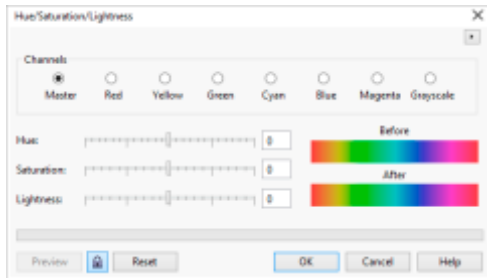 Hue/Saturation/Lightness
Channels
Master Red Yellow Green Cyan Blue Magenta Grayscale
Before
Hue: 0
Saturation: 0
After
Lightness: 0
Preview Reset OK Cancel Help